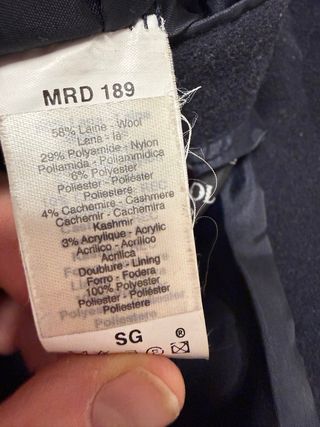 MRD 189
58% Laine - Wool
Lana - lã
29% Polyamide - Nylon
Poliamida - Poliammidica
6% Polyester
Poliester - Poliéster
Poliestere
4% Cachemire - Cashmere
Cachemir - Cachemira
Kashmir
3% Acrylique - Acrylic
Acrilico - Acrilico
Acrilica
Doublure - Lining
Forro - Fodera
100% Polyester
Poliester - Poliéster
Poliestere
SG ®